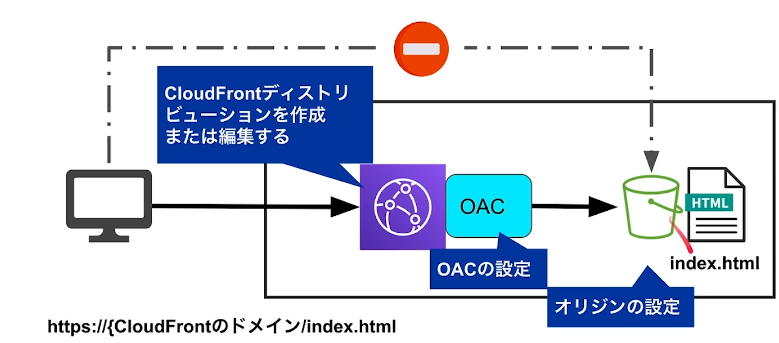 CloudFrontディストリ
ビューションを作成
または編集する
OAC
HTML
OACの設定
index.html
オリジンの設定
https://{CloudFrontのドメイン/index.html